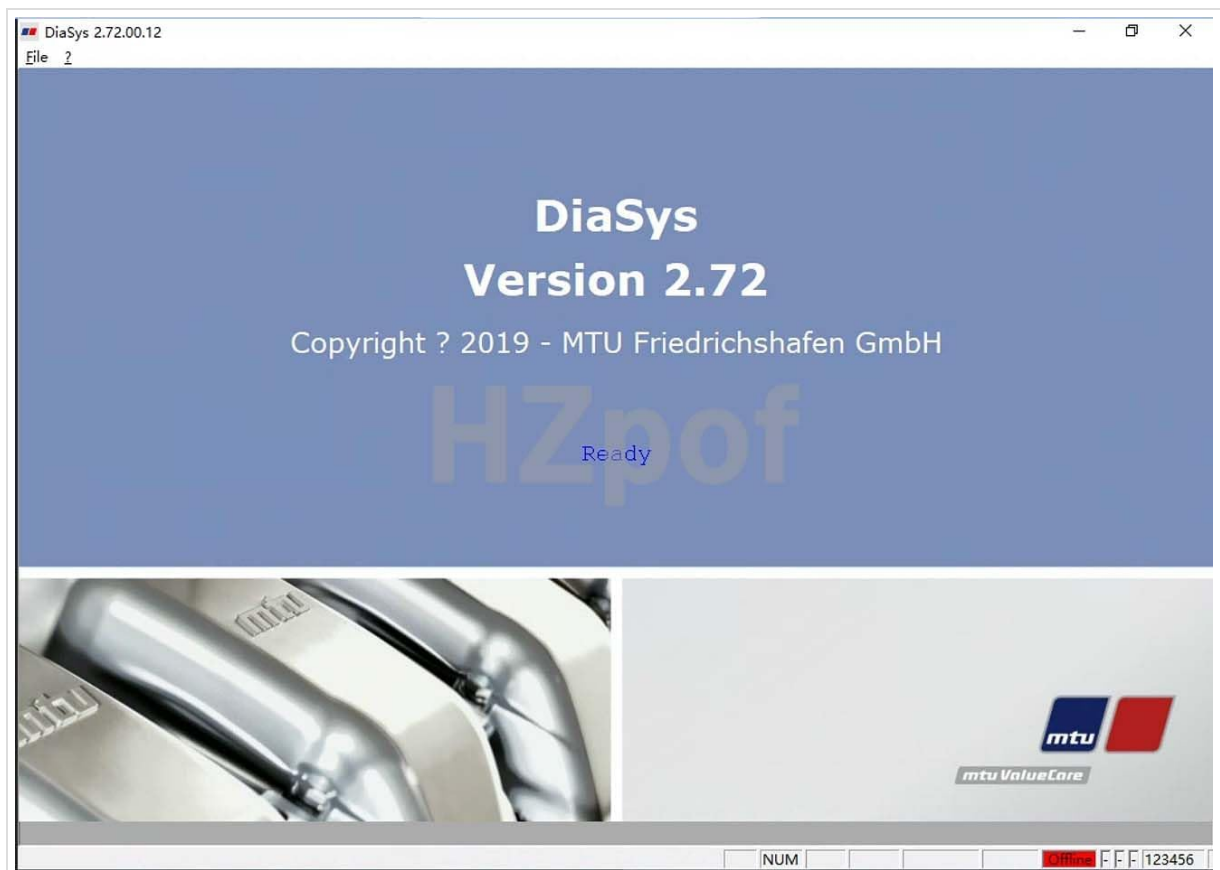 DiaSys 2.72.00.12
File ?
DiaSys
Version 2.72
Copyright ? 2019 - MTU Friedrichshafen GmbH
HZpof
Ready
mtu
mtu
mtu
mtu ValueCare
NUM
Offline - - - 123456